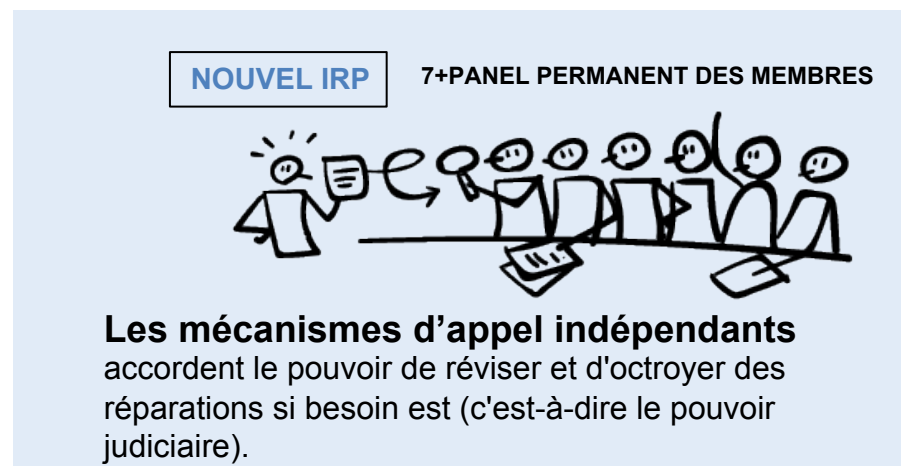 NOUVEL IRP
7+PANEL PERMANENT DES MEMBRES
Les mécanismes d’appel indépendants
accordent le pouvoir de réviser et d'octroyer des
réparations si besoin est (c'est-à-dire le pouvoir
judiciaire).